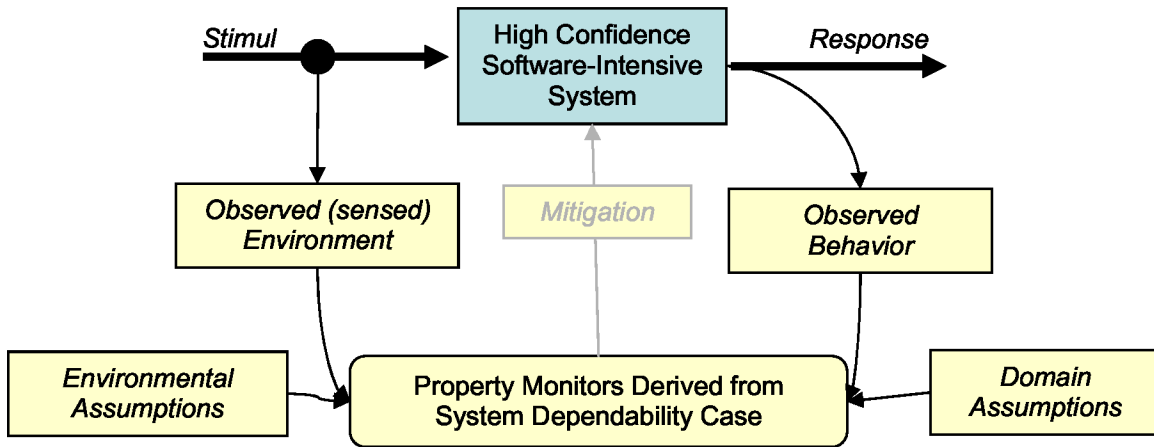 Stimul
High Confidence
Software-Intensive
System
Response
Observed (sensed)
Environment
Mitigation
Observed
Behavior
Environmental
Assumptions
Property Monitors Derived from
System Dependability Case
Domain
Assumptions